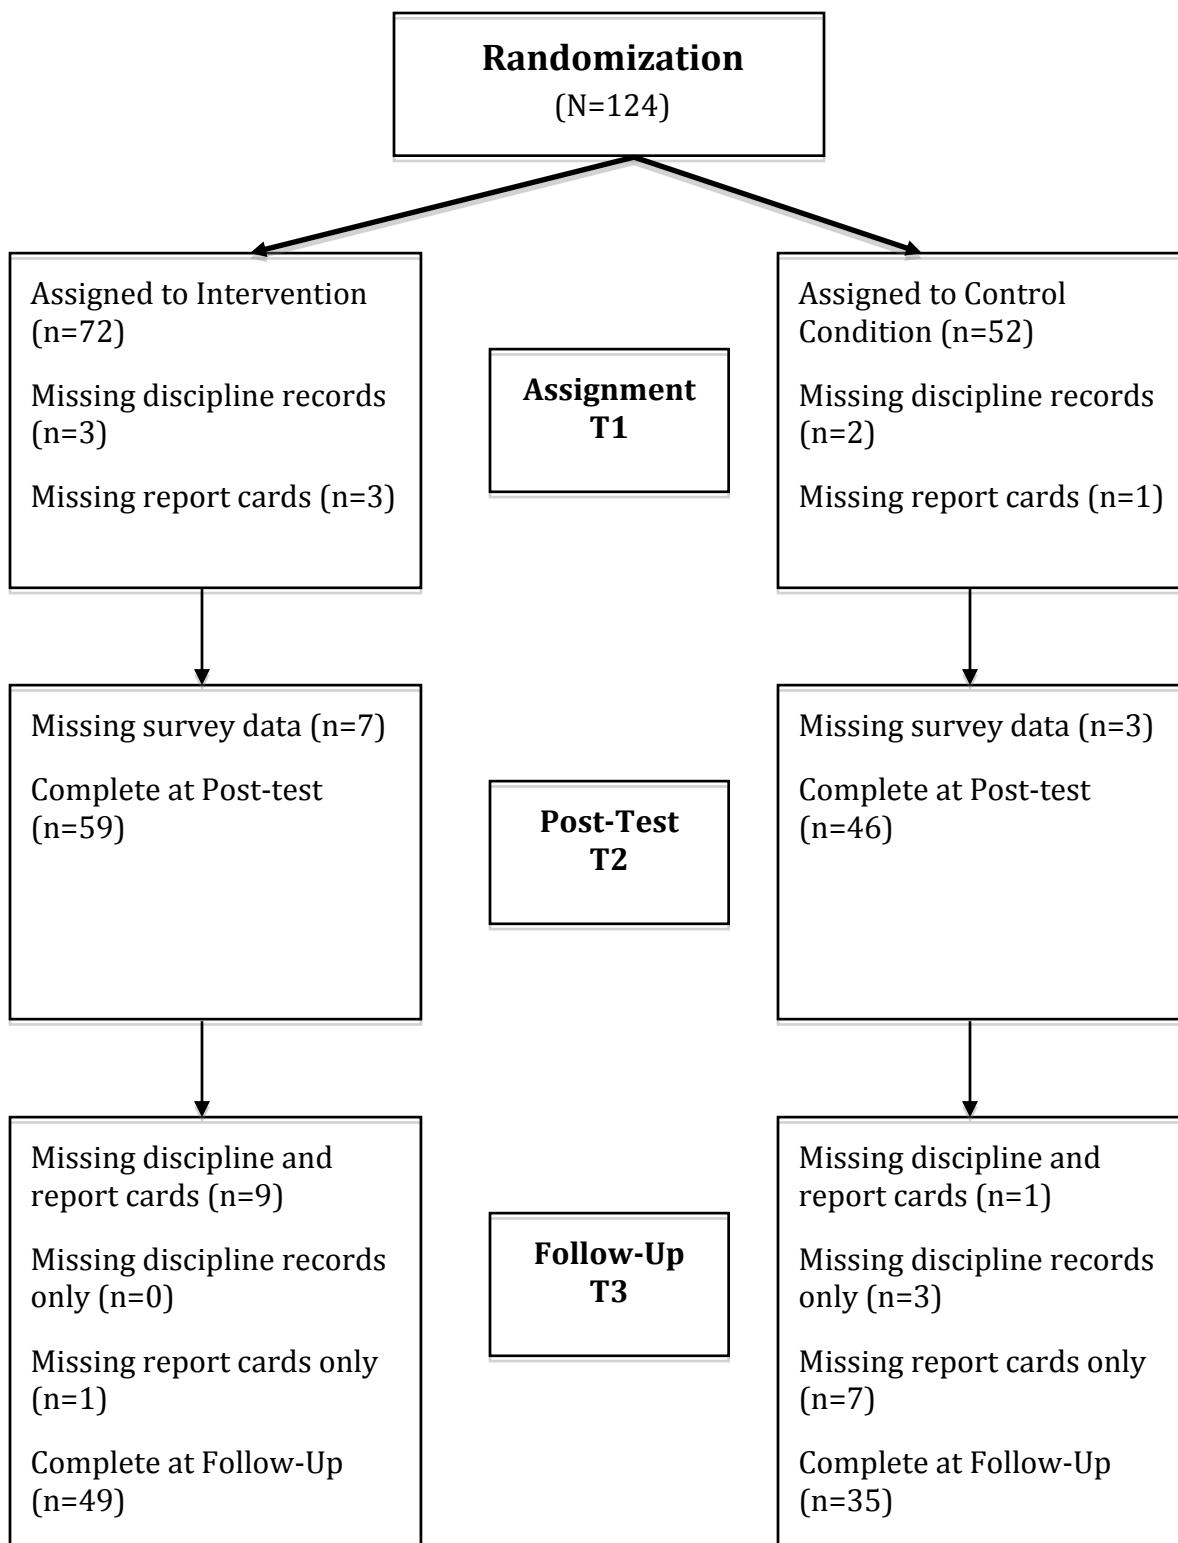 Randomization
(N=124)
Assigned to Intervention
(n=72)
Missing discipline records
(n=3)
Missing report cards (n=3)
Assignment
T1
Assigned to Control
Condition (n=52)
Missing discipline records
(n=2)
Missing report cards (n=1)
Missing survey data (n=7)
Complete at Post-test
(n=59)
Post-Test
T2
Missing survey data (n=3)
Complete at Post-test
(n=46)
Missing discipline and
report cards (n=9)
Missing discipline records
only (n=0)
Missing report cards only
(n=1)
Complete at Follow-Up
(n=49)
Follow-Up
T3
Missing discipline and
report cards (n=1)
Missing discipline records
only (n=3)
Missing report cards only
(n=7)
Complete at Follow-Up
(n=35)